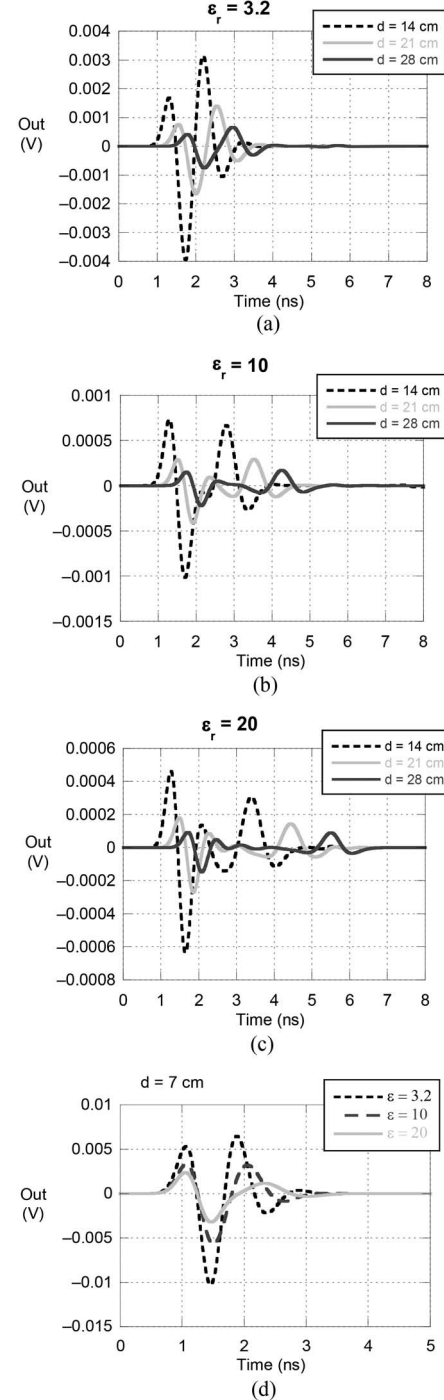 εr = 3.2
d = 14 cm
d = 21 cm
d = 28 cm
Out
(V)
0.004
0.003
0.002
0.001
0
−0.001
−0.002
−0.003
−0.004
0 1 2 3 4 5 6 7 8
Time (ns)
(a)
εr = 10
d = 14 cm
d = 21 cm
d = 28 cm
Out
(V)
0.001
0.0005
0
−0.0005
−0.001
−0.0015
0 1 2 3 4 5 6 7 8
Time (ns)
(b)
εr = 20
d = 14 cm
d = 21 cm
d = 28 cm
Out
(V)
0.0006
0.0004
0.0002
0
−0.0002
−0.0004
−0.0006
−0.0008
0 1 2 3 4 5 6 7 8
Time (ns)
(c)
d = 7 cm
ε = 3.2
ε = 10
ε = 20
Out
(V)
0.01
0.005
0
−0.005
−0.01
−0.015
0 1 2 3 4 5
Time (ns)
(d)